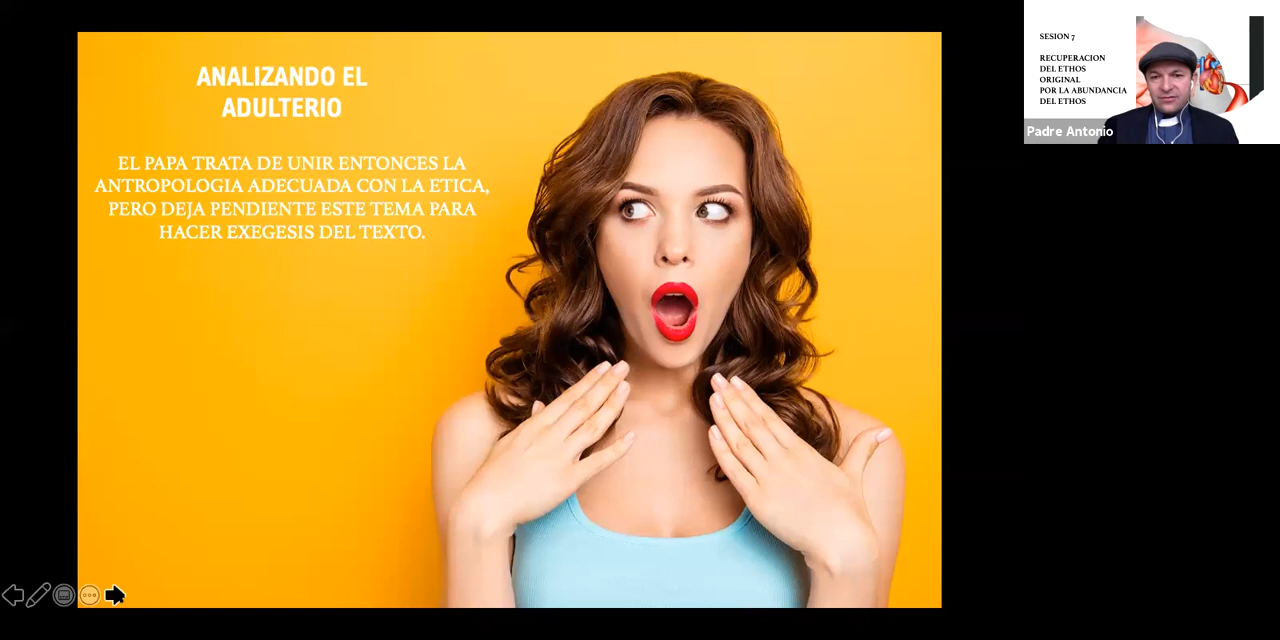 ANALIZANDO EL
ADULTERIO
EL PAPA TRATA DE UNIR ENTONCES LA
ANTROPOLOGIA ADECUADA CON LA ETICA,
PERO DEJA PENDIENTE ESTE TEMA PARA
HACER EXEGESIS DEL TEXTO.
SESION 7
RECUPERACION
DEL ETHOS
ORIGINAL
POR LA ABUNDANCIA
DEL ETHOS
Padre Antonio